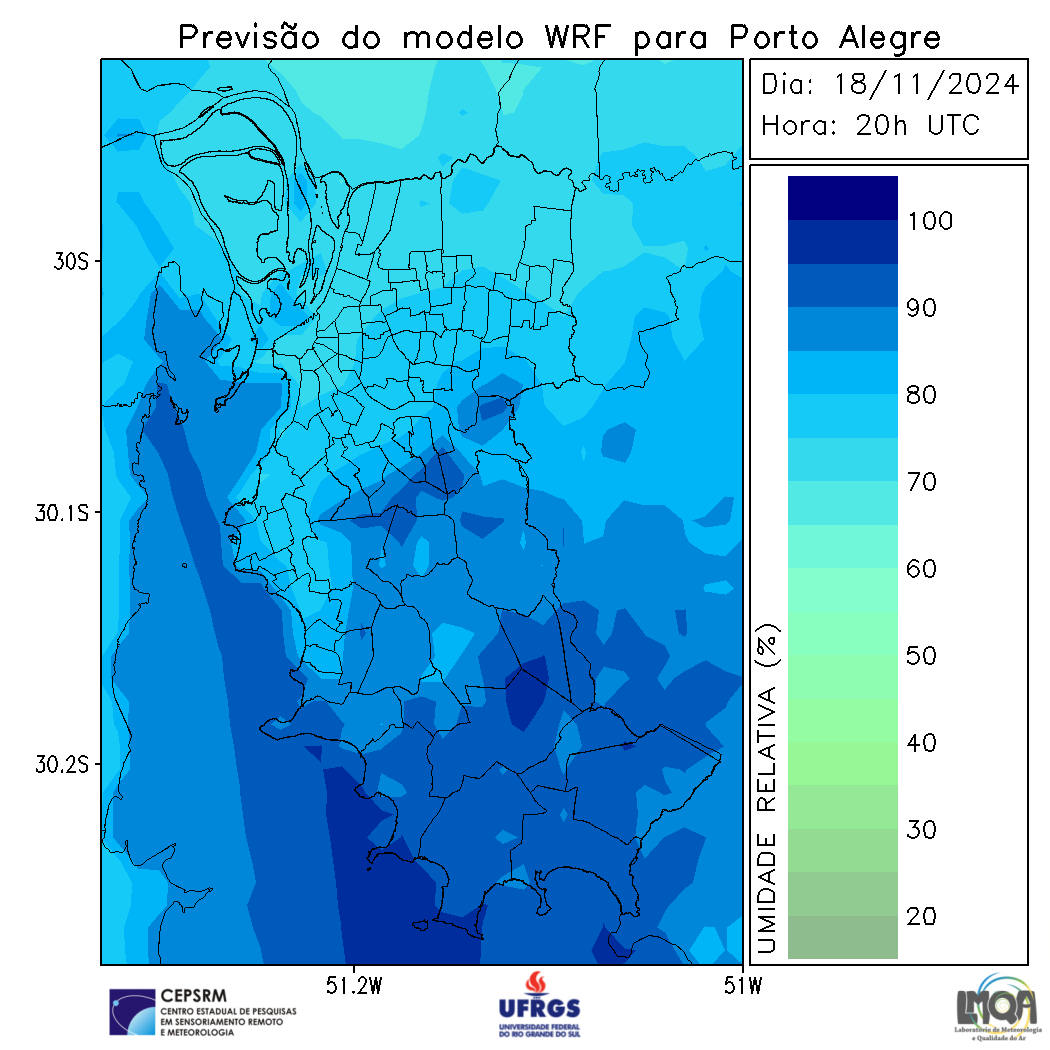 Previsão do modelo WRF para Porto Alegre
Dia: 18/11/2024
Hora: 20h UTC
100
90
80
70
60
50
40
30
20
UMIDADE RELATIVA (%)
30S
30.1S
30.2S
51.2W
51W
CEPSRM
CENTRO ESTADUAL DE PESQUISAS
EM SENSORIAMENTO REMOTO
E METEOROLOGIA
UFRGS
UNIVERSIDADE FEDERAL
DO RIO GRANDE DO SUL
LMQA
Laboratório de Meteorologia
e Qualidade do Ar